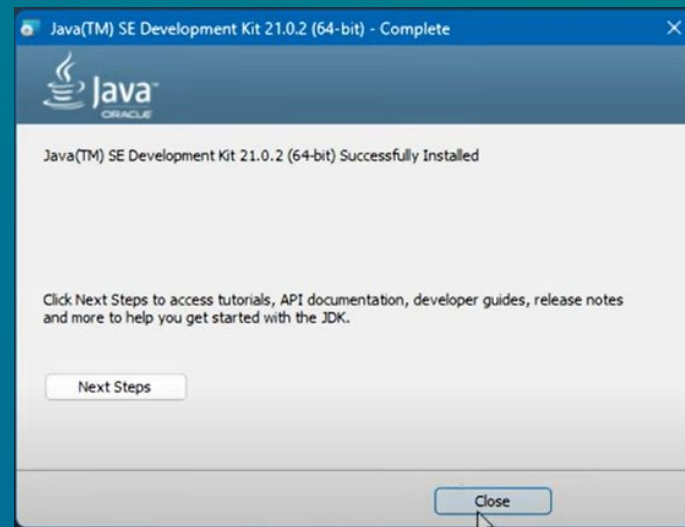 Java(TM) SE Development Kit 21.0.2 (64-bit) - Complete
Java™
ORACLE
Java(TM) SE Development Kit 21.0.2 (64-bit) Successfully Installed
Click Next Steps to access tutorials, API documentation, developer guides, release notes
and more to help you get started with the JDK.
Next Steps
Close